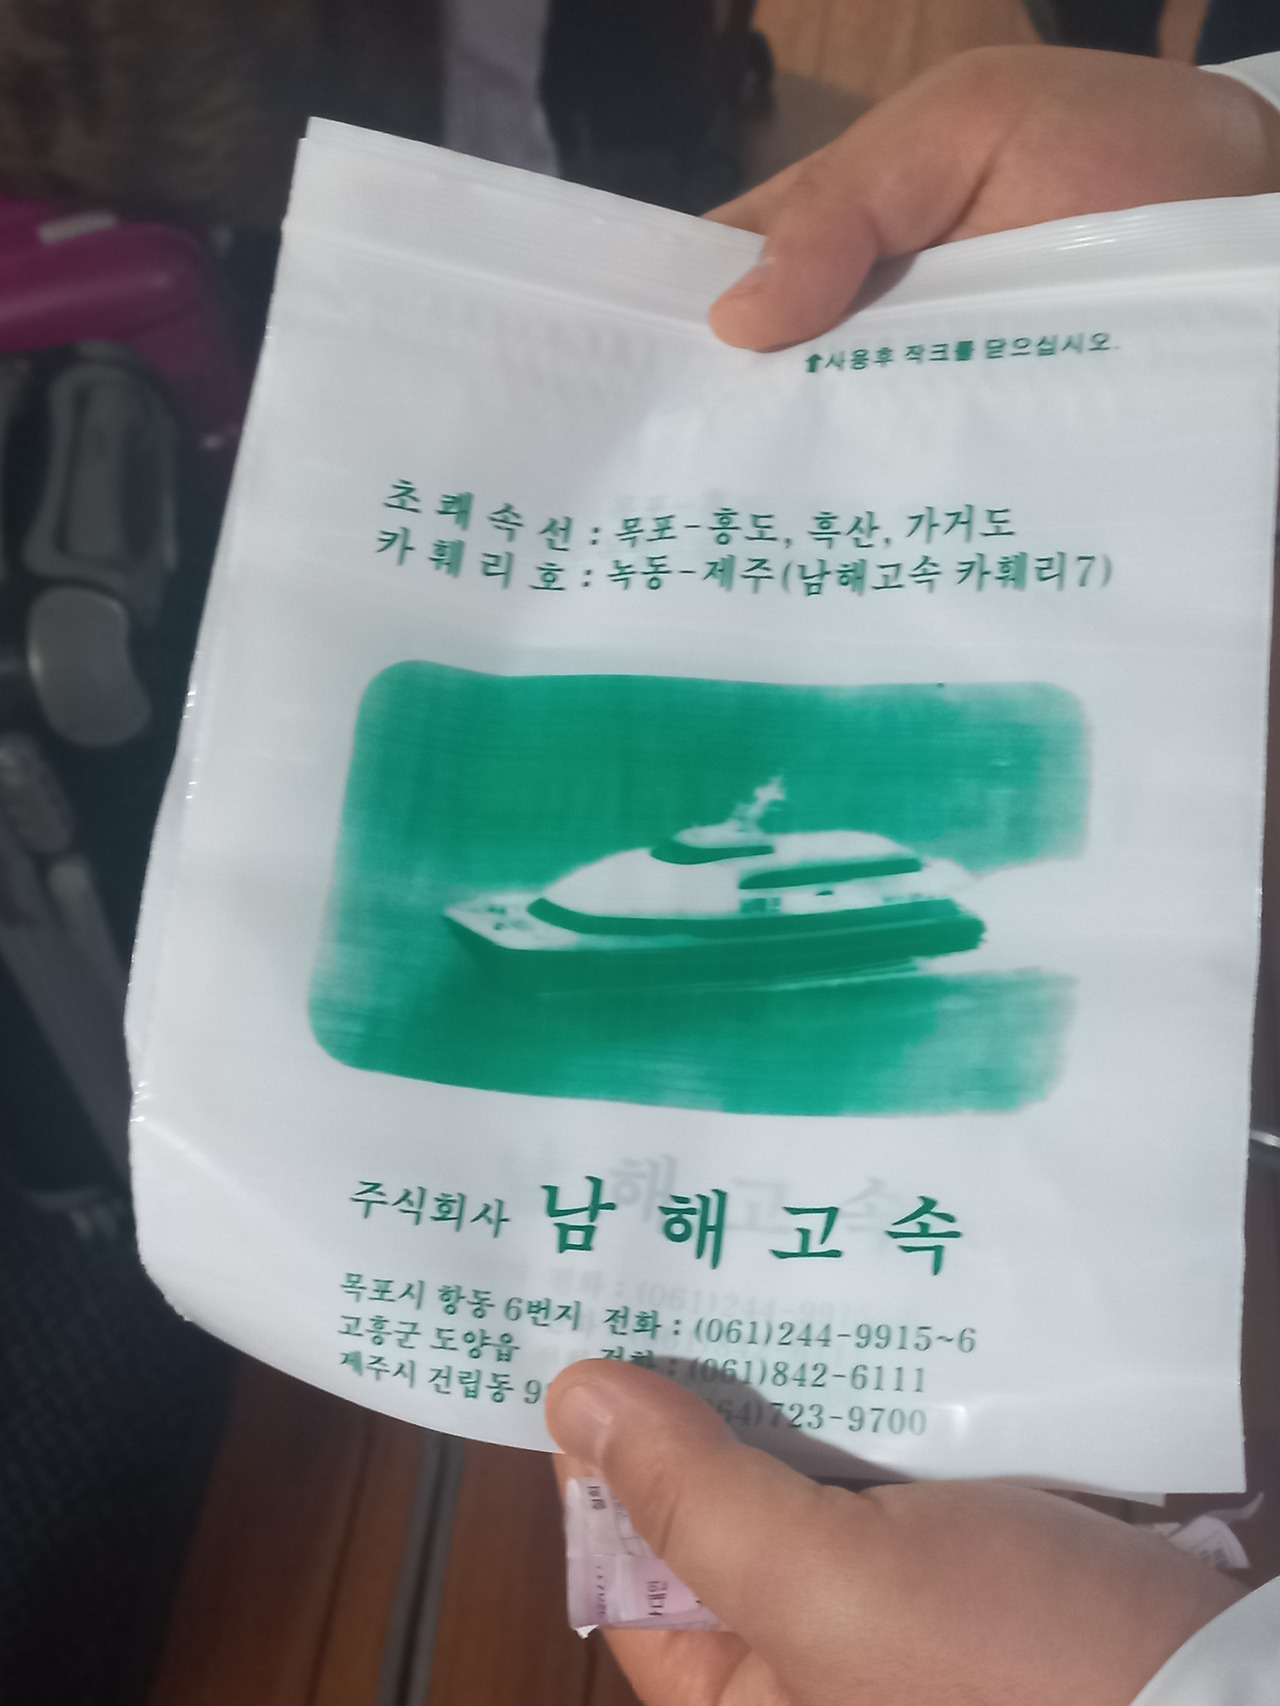 ⬆사용후 작크를 닫으십시오.
초쾌속선 : 목포-홍도, 흑산, 가거도
카훼리호 : 녹동-제주(남해고속 카훼리7)
주식회사 남해고속
목포시 항동 6번지 전화 : (061)244-9915~6
고흥군 도양읍 전화 : (061)842-6111
제주시 건립동 64)723-9700